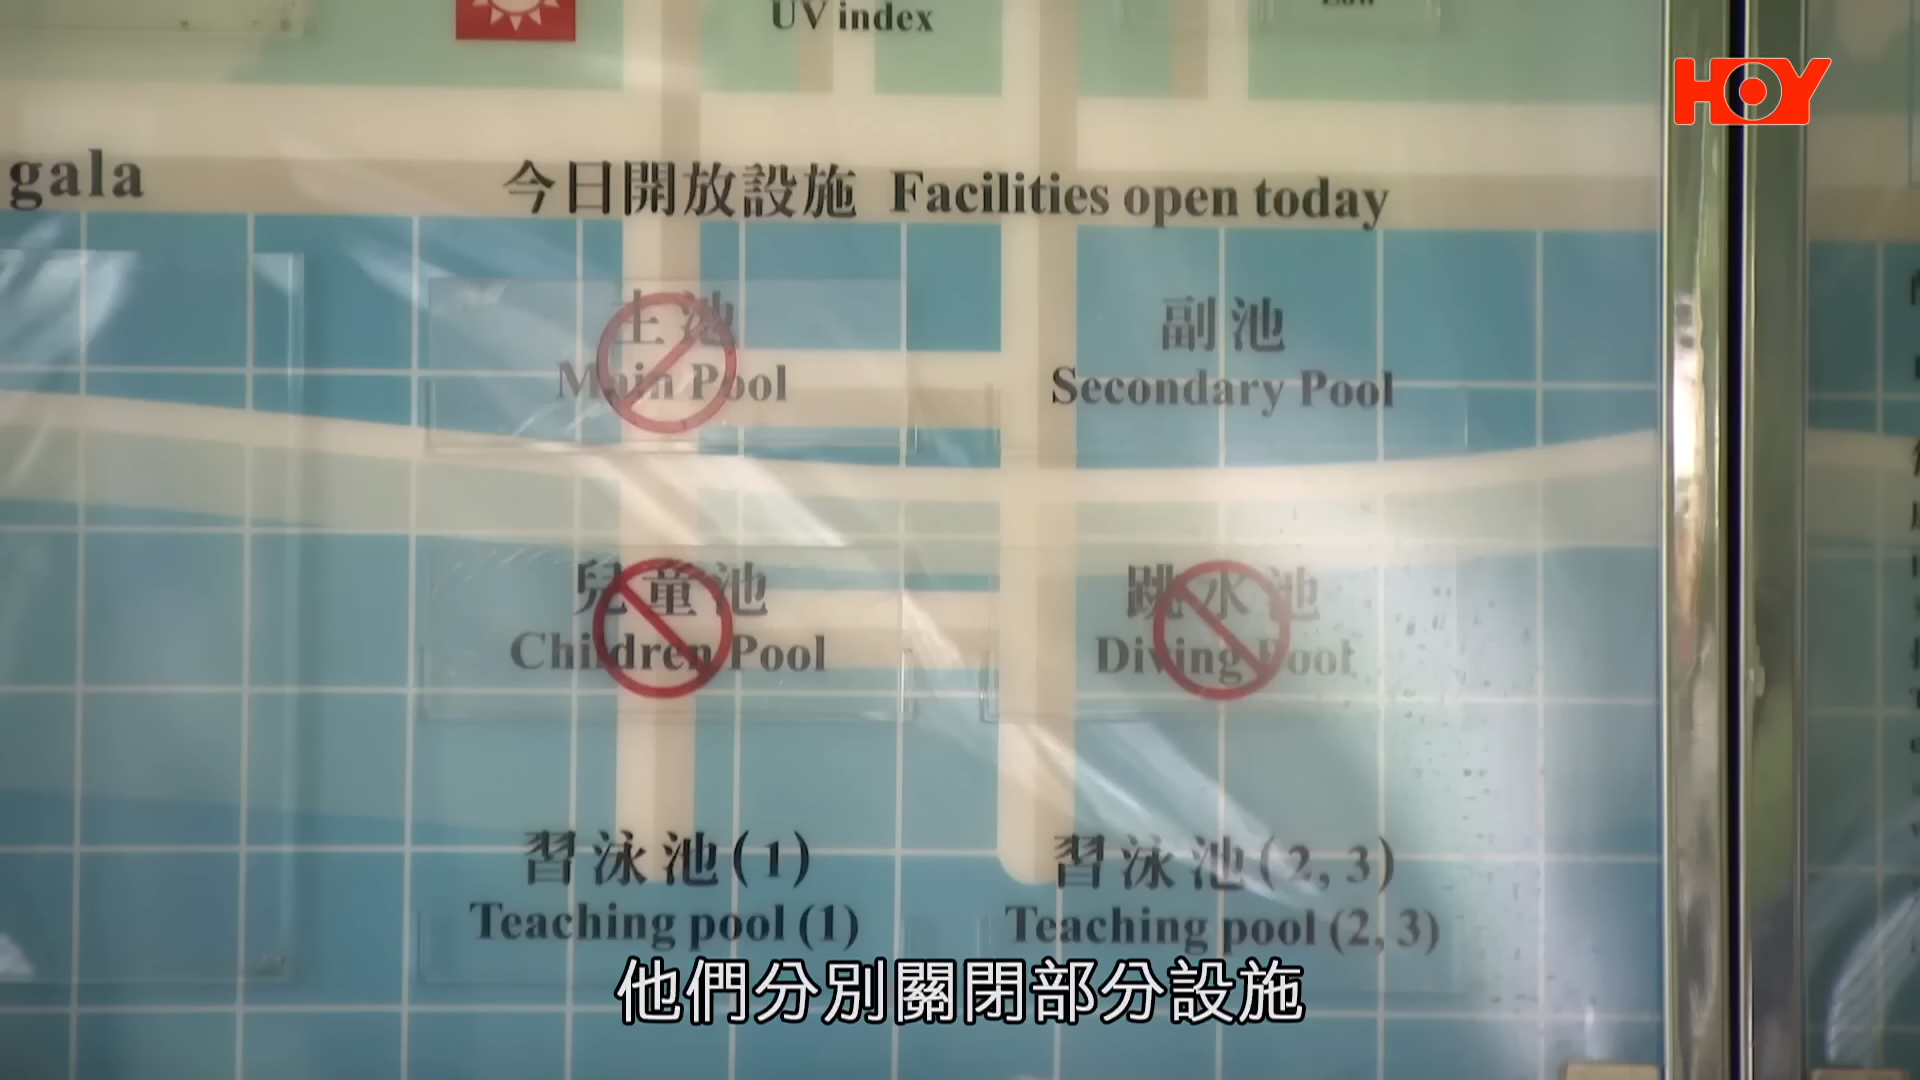 UV index
Low
HOY
gala
今日開放設施 Facilities open today
主池
Main Pool
副池
Secondary Pool
兒童池
Children Pool
跳水池
Diving Pool
習泳池(1)
Teaching pool (1)
習泳池(2, 3)
Teaching pool (2, 3)
他們分別關閉部分設施